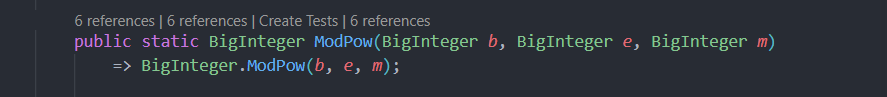 6 references | 6 references | Create Tests | 6 references
public static BigInteger ModPow(BigInteger b, BigInteger e, BigInteger m)
=> BigInteger.ModPow(b, e, m);